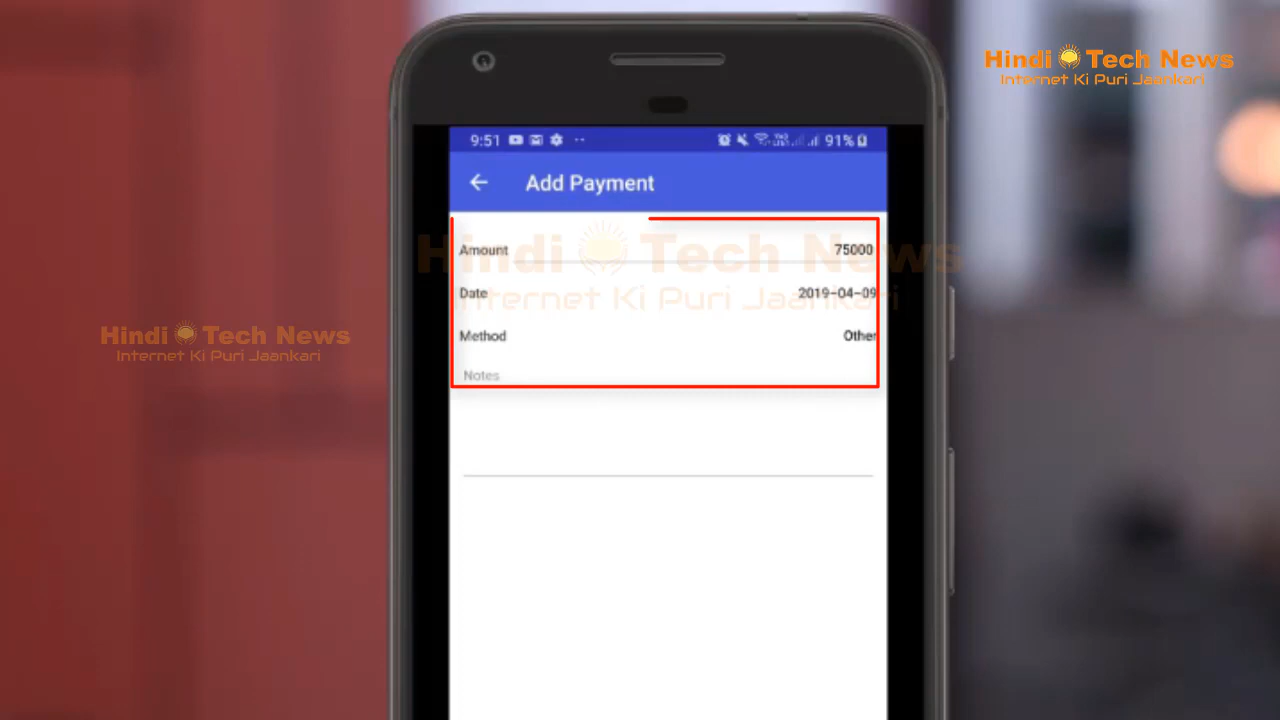 Hindi Tech News
Internet Ki Puri Jaankari
9:51
91%
Add Payment
Amount 75000
Hindi Tech News
Date 2019-04-09
Internet Ki Puri Jaankari
Hindi Tech News
Method Other
Internet Ki Puri Jaankari
Notes